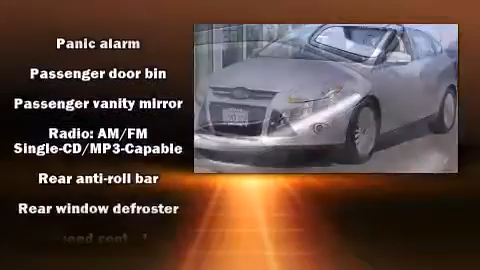 Panic alarm
Passenger door bin
Passenger vanity mirror
Radio: AM/FM
Single-CD/MP3-Capable
Rear anti-roll bar
Rear window defroster